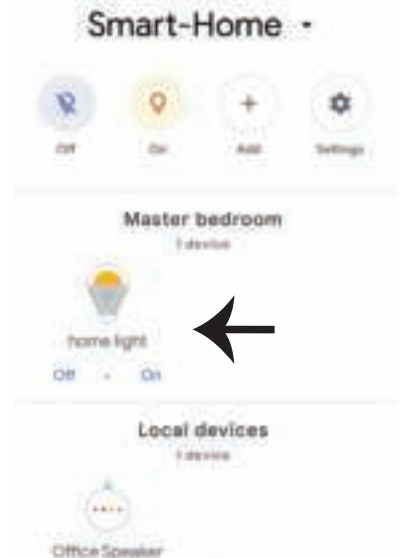 Smart-Home
Off On Add Settings
Master bedroom
1 device
home light
Off - On
Local devices
1 device
Office Speaker